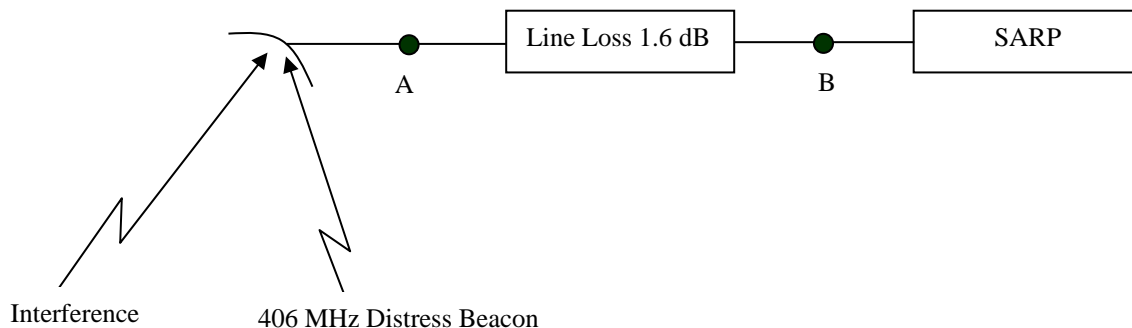 Line Loss 1.6 dB
SARP
A
B
Interference
406 MHz Distress Beacon